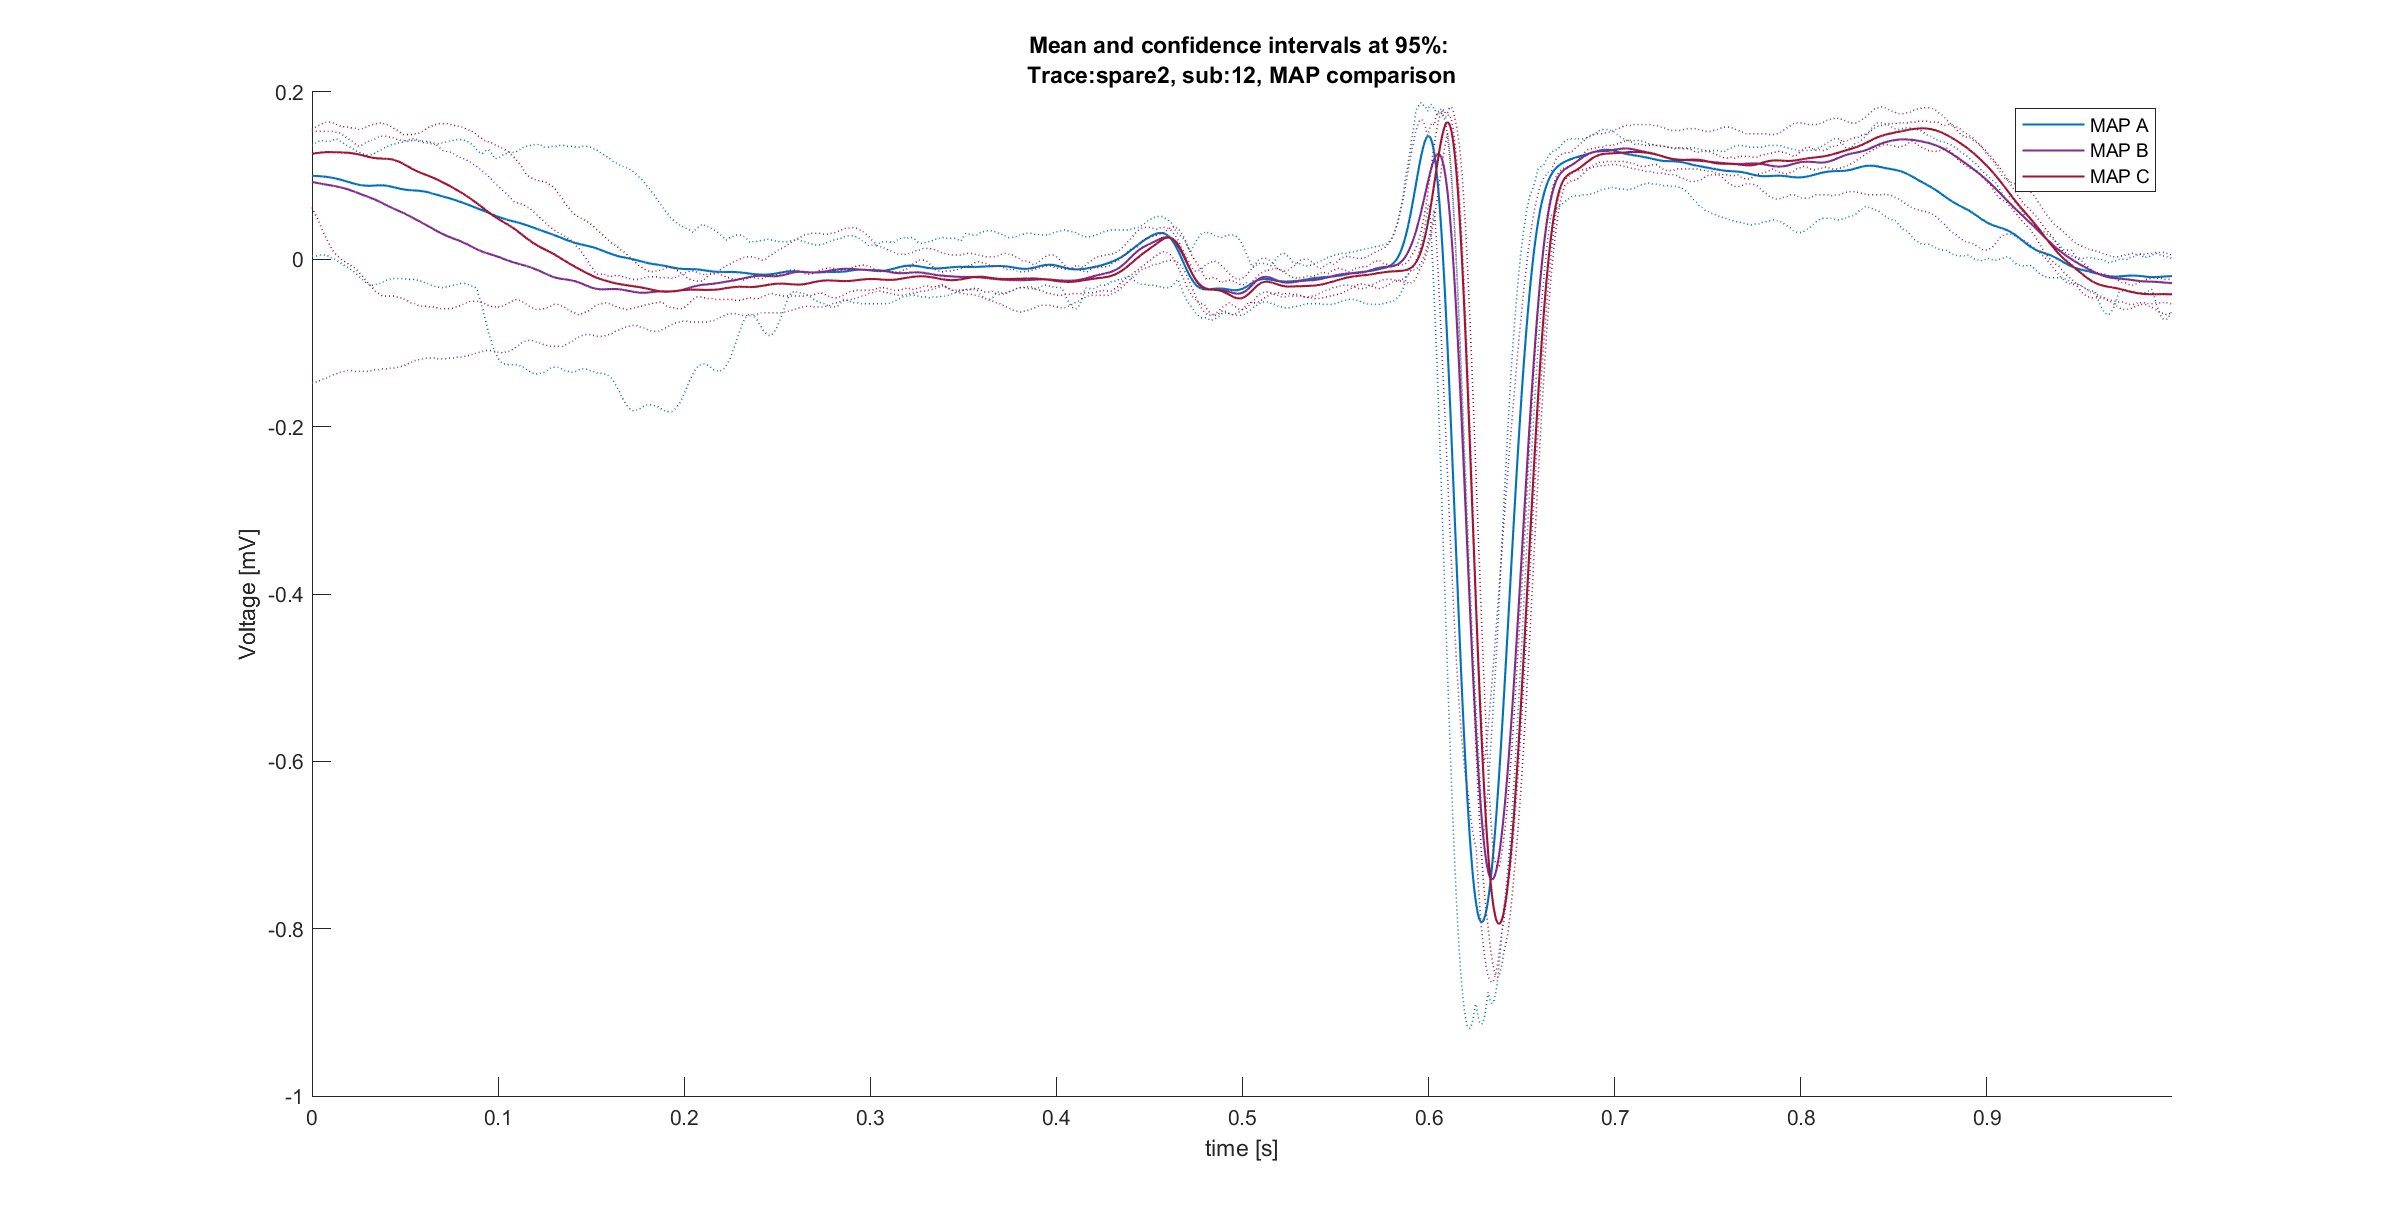 Mean and confidence intervals at 95%:
Trace:spare2, sub:12, MAP comparison
MAP A
MAP B
MAP C
Voltage [mV]
0.2
0
-0.2
-0.4
-0.6
-0.8
-1
0
0.1
0.2
0.3
0.4
0.5
0.6
0.7
0.8
0.9
time [s]